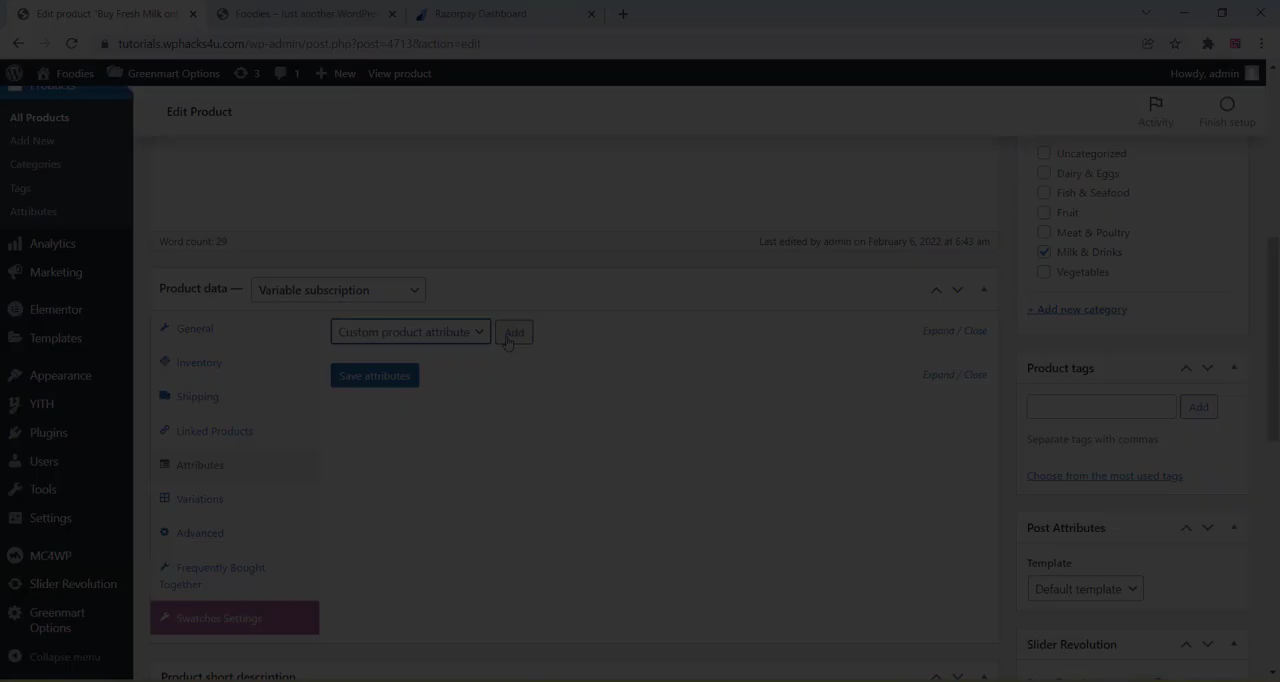 Edit product "Buy Fresh Milk onl
Foodies – Just another WordPre
Razorpay Dashboard
tutorials.wphacks4u.com/wp-admin/post.php?post=4713&action=edit
Foodies
Greenmart Options
3
1
New
View product
Howdy, admin
Products
All Products
Add New
Categories
Tags
Attributes
Analytics
Marketing
Elementor
Templates
Appearance
YITH
Plugins
Users
Tools
Settings
MC4WP
Slider Revolution
Greenmart
Options
Collapse menu
Edit Product
Activity
Finish setup
Word count: 29
Last edited by admin on February 6, 2022 at 6:43 am
Product data —
Variable subscription
General
Inventory
Shipping
Linked Products
Attributes
Variations
Advanced
Frequently Bought
Together
Swatches Settings
Custom product attribute
Add
Expand / Close
Save attributes
Expand / Close
Product short description
Uncategorized
Dairy & Eggs
Fish & Seafood
Fruit
Meat & Poultry
Milk & Drinks
Vegetables
+ Add new category
Product tags
Add
Separate tags with commas
Choose from the most used tags
Post Attributes
Template
Default template
Slider Revolution